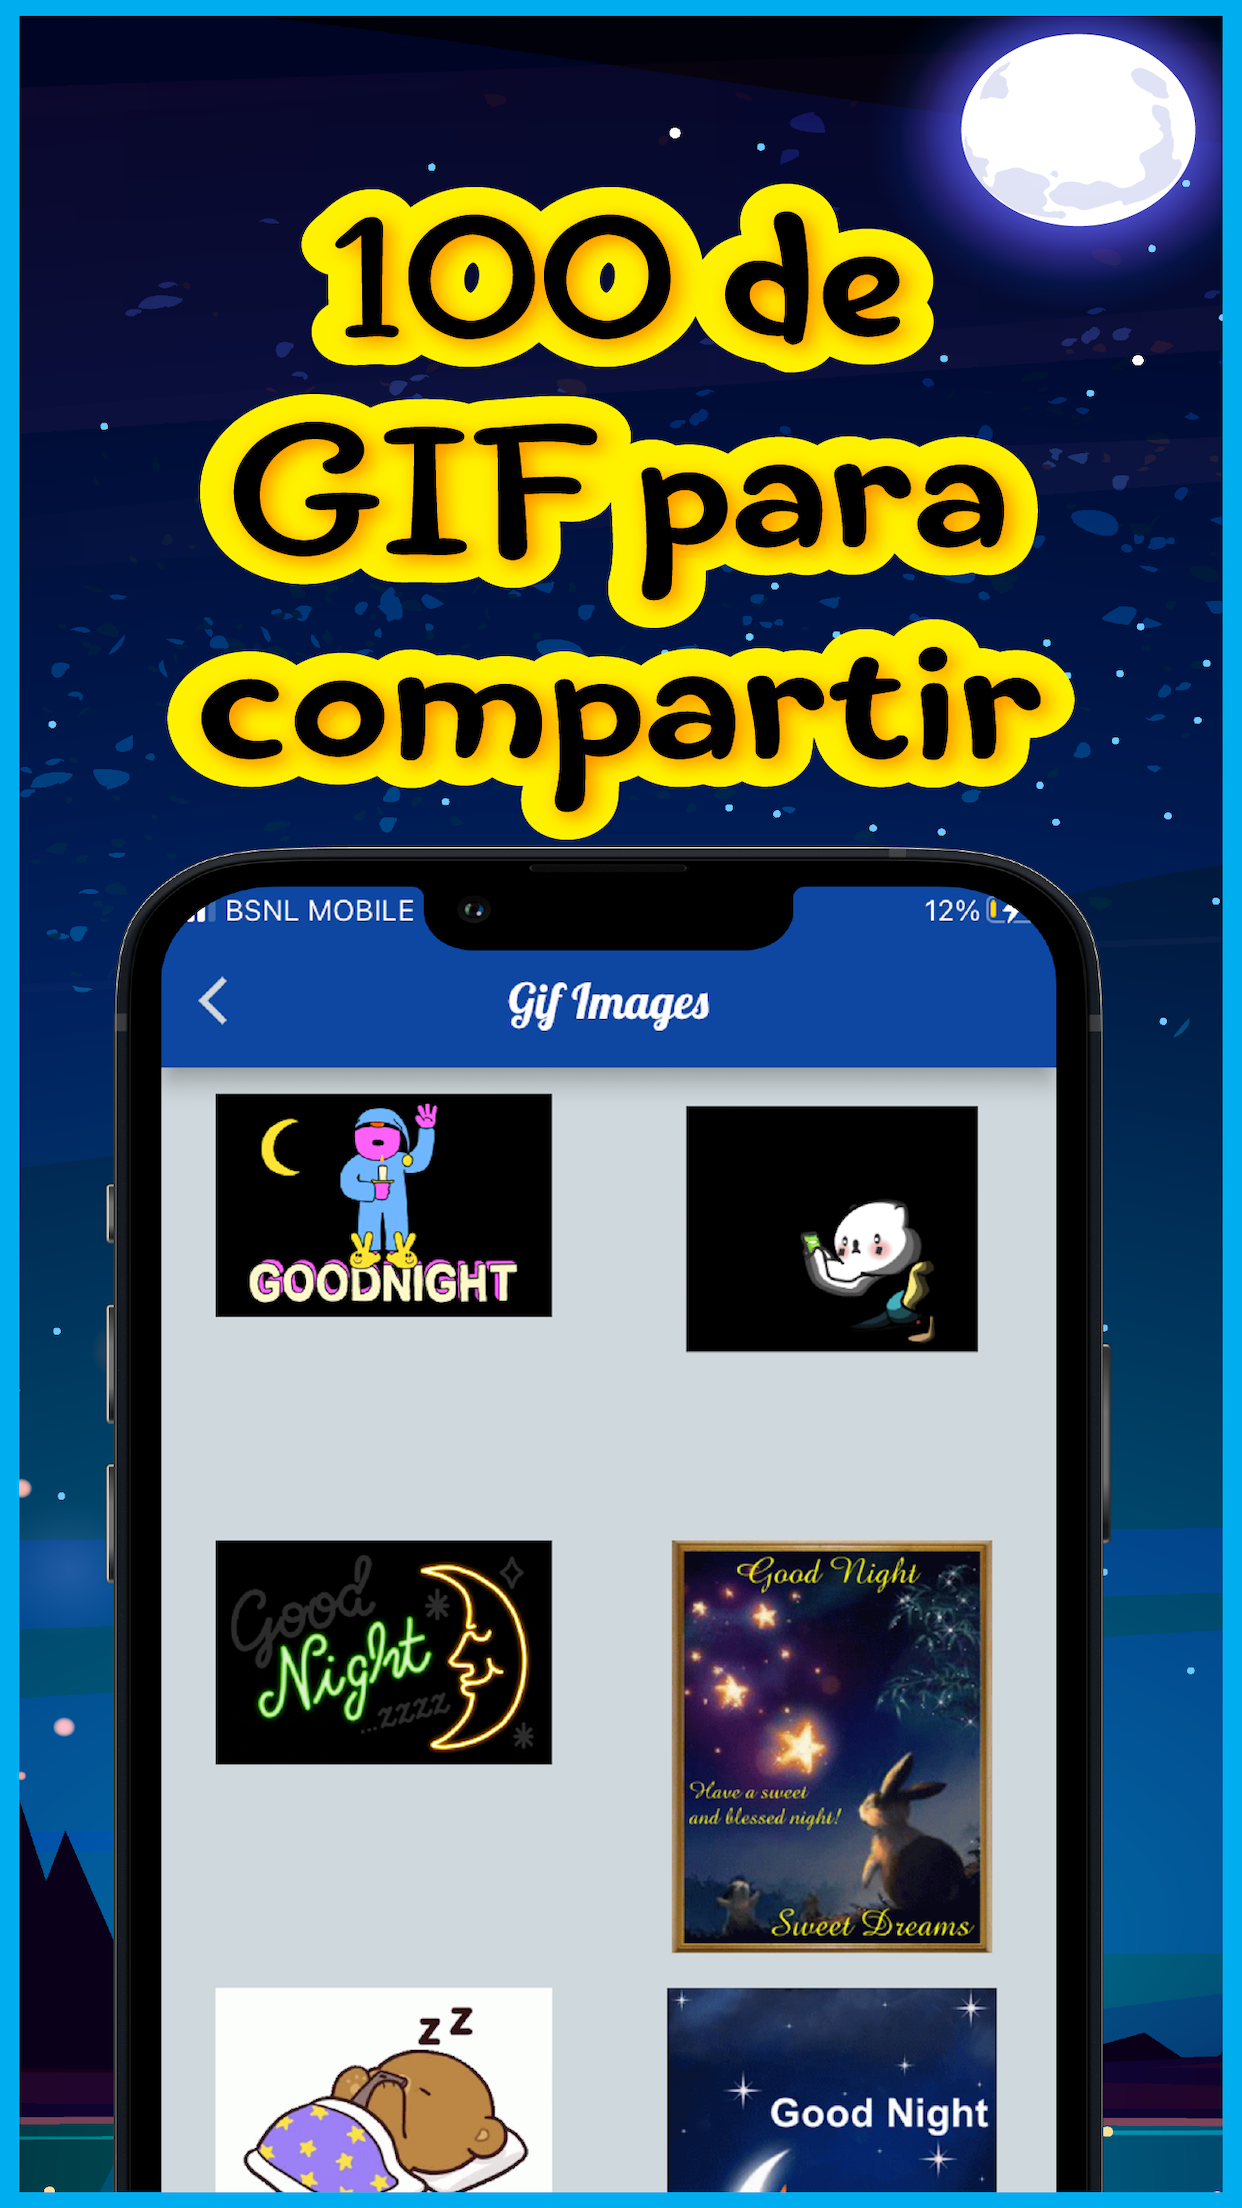 100 de
GIF para
compartir
BSNL MOBILE
12%
Gif Images
GOODNIGHT
Good
Night
...zzzz
Good Night
Have a sweet
and blessed night!
Sweet Dreams
z z
Good Night